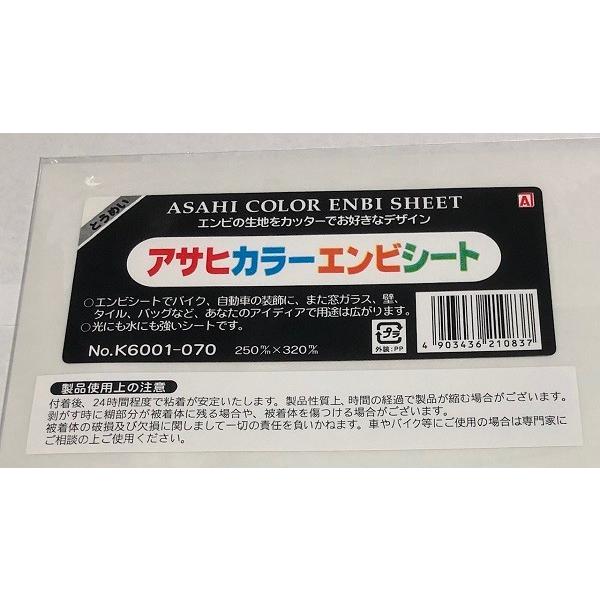 とうめい
ASAHI COLOR ENBI SHEET
A
エンビの生地をカッターでお好きなデザイン
アサヒカラーエンビシート
○エンビシートでバイク、自動車の装飾に、また窓ガラス、壁、
タイル、バッグなど、あなたのアイディアで用途は広がります。
○光にも水にも強いシートです。
No.K6001-070 250㎜×320㎜
プラ
外装:PP
4 903436 210837
製品使用上の注意
付着後、24時間程度で粘着が安定いたします。製品性質上、時間の経過で製品が縮む場合がございます。
剥がす時に糊部分が被着体に残る場合や、被着体を傷つける場合がございます。
被着体の破損及び欠損に関しまして一切の責任を負いかねます。車やバイク等にご使用の場合は専門家に
ご相談の上ご使用ください。